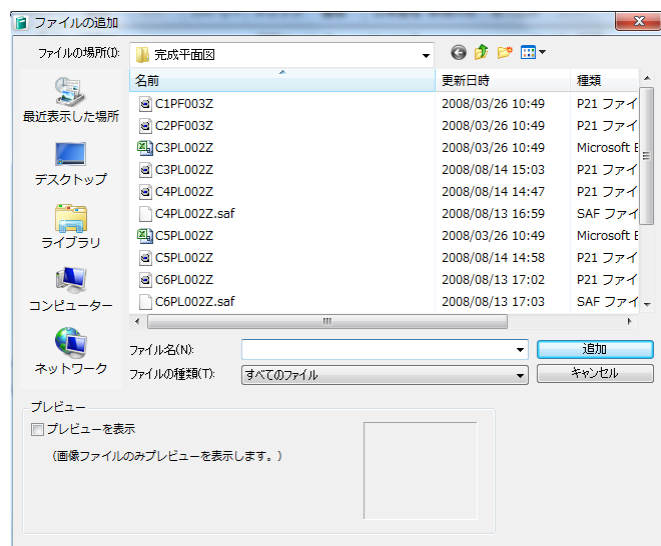 ファイルの追加
ファイルの場所(I):
完成平面図
最近表示した場所
デスクトップ
ライブラリ
コンピューター
ネットワーク
名前 更新日時 種類
C1PF003Z 2008/03/26 10:49 P21 ファイ
C2PF003Z 2008/03/26 10:49 P21 ファイ
C3PL002Z 2008/03/26 10:49 Microsoft E
C3PL002Z 2008/08/14 15:03 P21 ファイ
C4PL002Z 2008/08/14 14:47 P21 ファイ
C4PL002Z.saf 2008/08/13 16:59 SAF ファイ
C5PL002Z 2008/03/26 10:49 Microsoft E
C5PL002Z 2008/08/14 14:58 P21 ファイ
C6PL002Z 2008/08/13 17:02 P21 ファイ
C6PL002Z.saf 2008/08/13 17:03 SAF ファイ
ファイル名(N):
追加
ファイルの種類(T): すべてのファイル
キャンセル
プレビュー
プレビューを表示
(画像ファイルのみプレビューを表示します。)